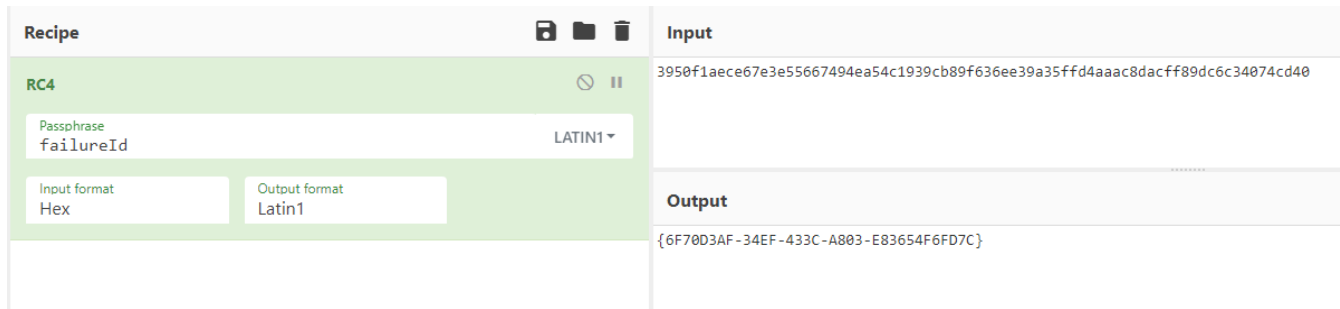 Recipe
RC4
Passphrase
failureId
LATIN1
Input format
Hex
Output format
Latin1
Input
3950f1aece67e3e55667494ea54c1939cb89f636ee39a35ffd4aaac8dacff89dc6c34074cd40
Output
{6F70D3AF-34EF-433C-A803-E83654F6FD7C}